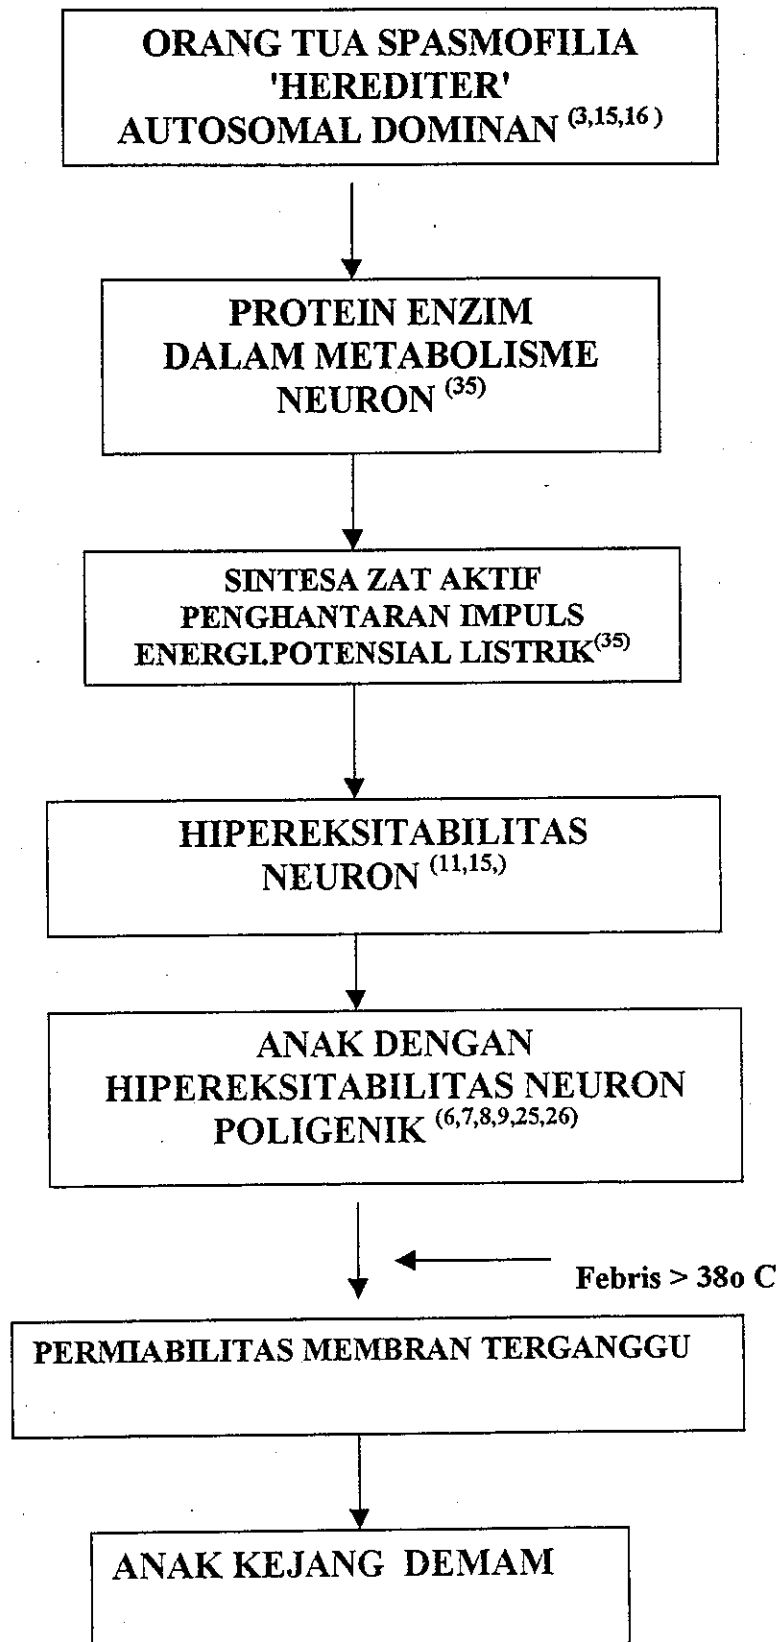 ORANG TUA SPASMOFILIA
'HEREDITER'
AUTOSOMAL DOMINAN (3,15,16 )
PROTEIN ENZIM
DALAM METABOLISME
NEURON (35)
SINTESA ZAT AKTIF
PENGHANTARAN IMPULS
ENERGI.POTENSIAL LISTRIK(35)
HIPEREKSITABILITAS
NEURON (11,15,)
ANAK DENGAN
HIPEREKSITABILITAS NEURON
POLIGENIK (6,7,8,9,25,26)
Febris > 38o C
PERMIABILITAS MEMBRAN TERGANGGU
ANAK KEJANG DEMAM